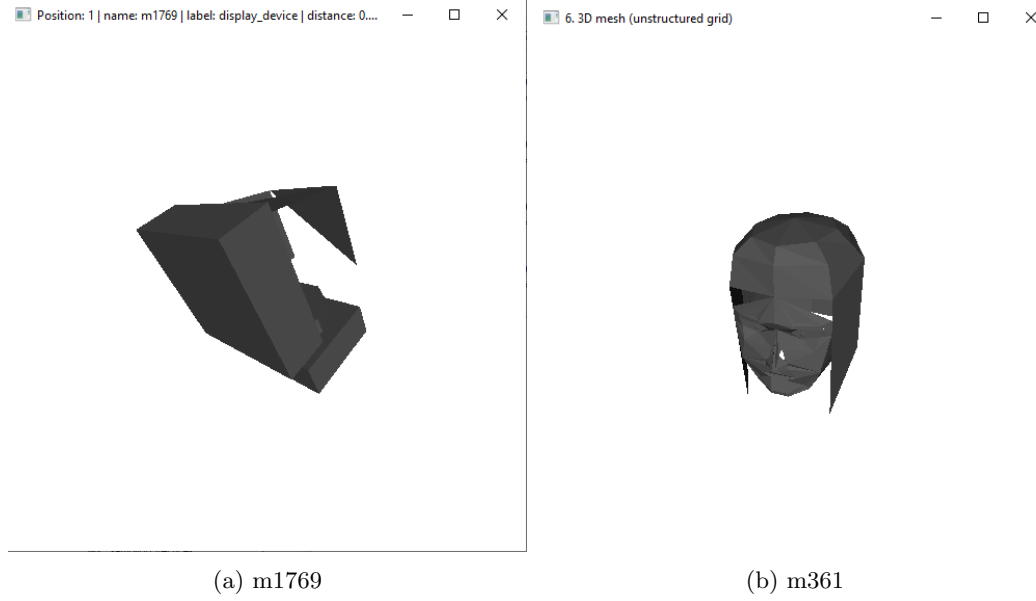 Position: 1 | name: m1769 | label: display_device | distance: 0....
6. 3D mesh (unstructured grid)
(a) m1769
(b) m361